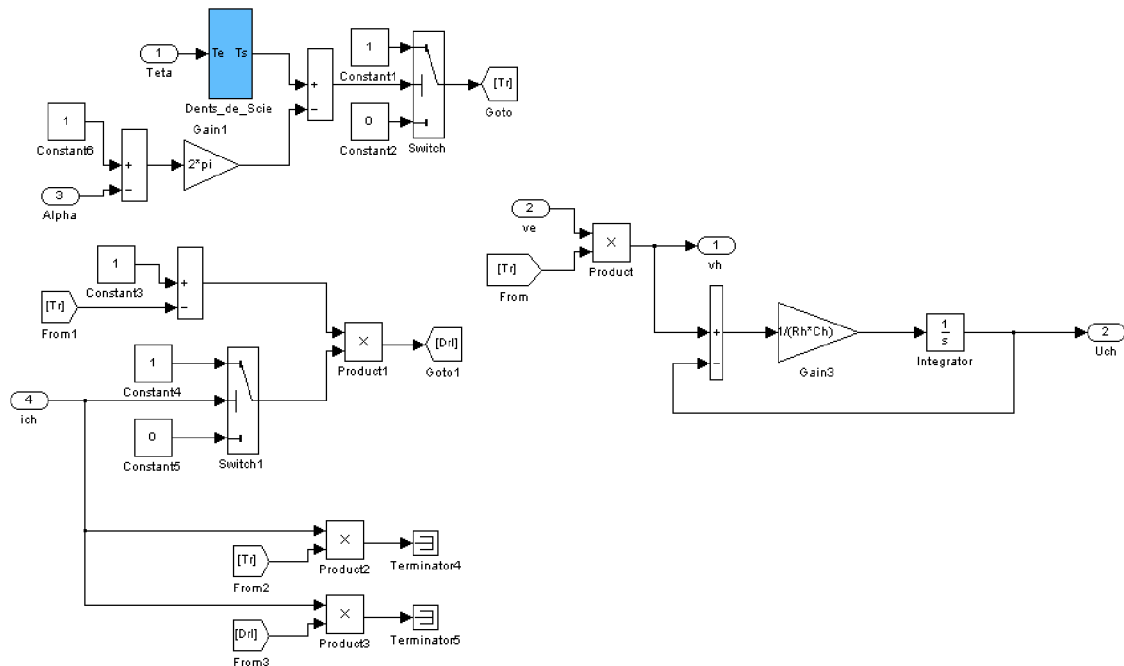 1
Teta
Te Ts
Dents_de_Scie
+
−
1
Constant1
0
Constant2
Switch
[Tr]
Goto
1
Constant6
+
−
Gain1
2*pi
3
Alpha
1
Constant3
+
−
[Tr]
From1
×
Product1
[Drl]
Goto1
1
Constant4
4
ich
0
Constant5
Switch1
[Tr]
From2
×
Product2
Terminator4
[Drl]
From3
×
Product3
Terminator5
2
ve
[Tr]
From
×
Product
1
vh
+
−
1/(Rh*Ch)
Gain3
1
s
Integrator
2
Uch